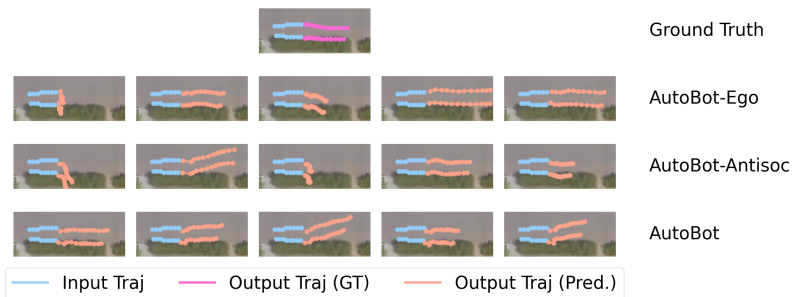 Ground Truth
AutoBot-Ego
AutoBot-Antisoc
AutoBot
Input Traj Output Traj (GT) Output Traj (Pred.)